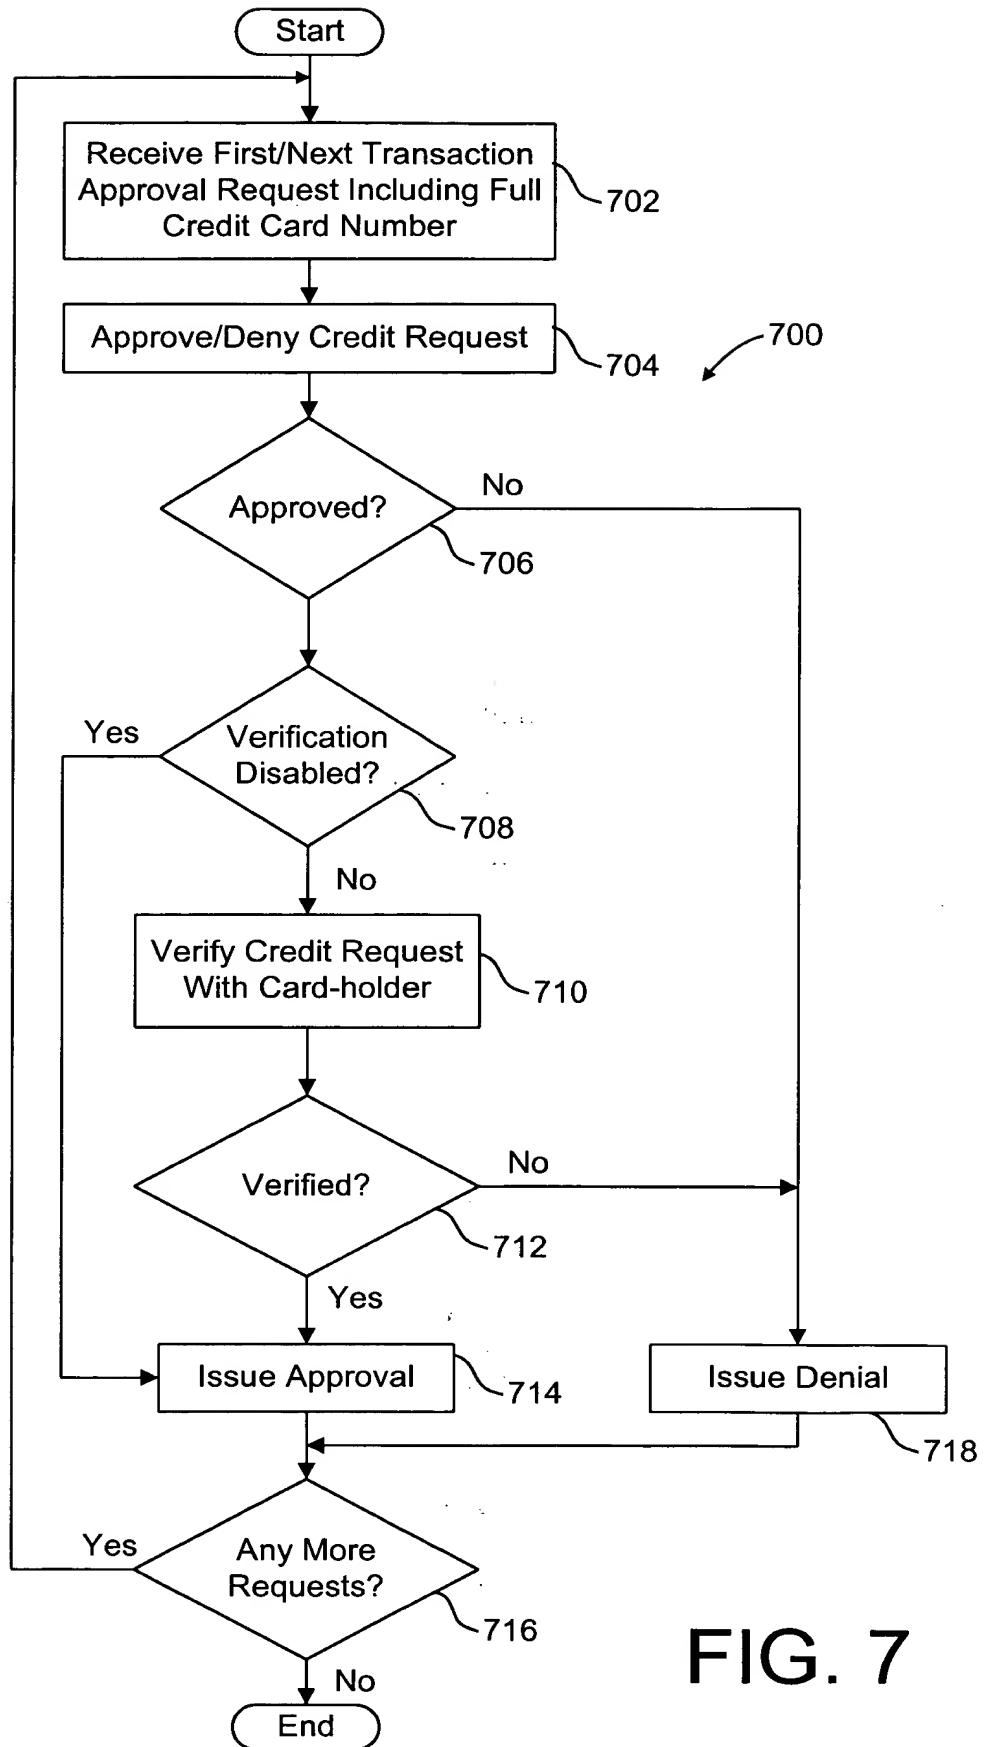 Start
Receive First/Next Transaction
Approval Request Including Full
Credit Card Number
702
Approve/Deny Credit Request
704
700
Approved?
No
706
Yes
Verification
Disabled?
708
No
Verify Credit Request
With Card-holder
710
Verified?
No
712
Yes
Issue Approval
714
Issue Denial
718
Yes
Any More
Requests?
716
No
End
FIG. 7